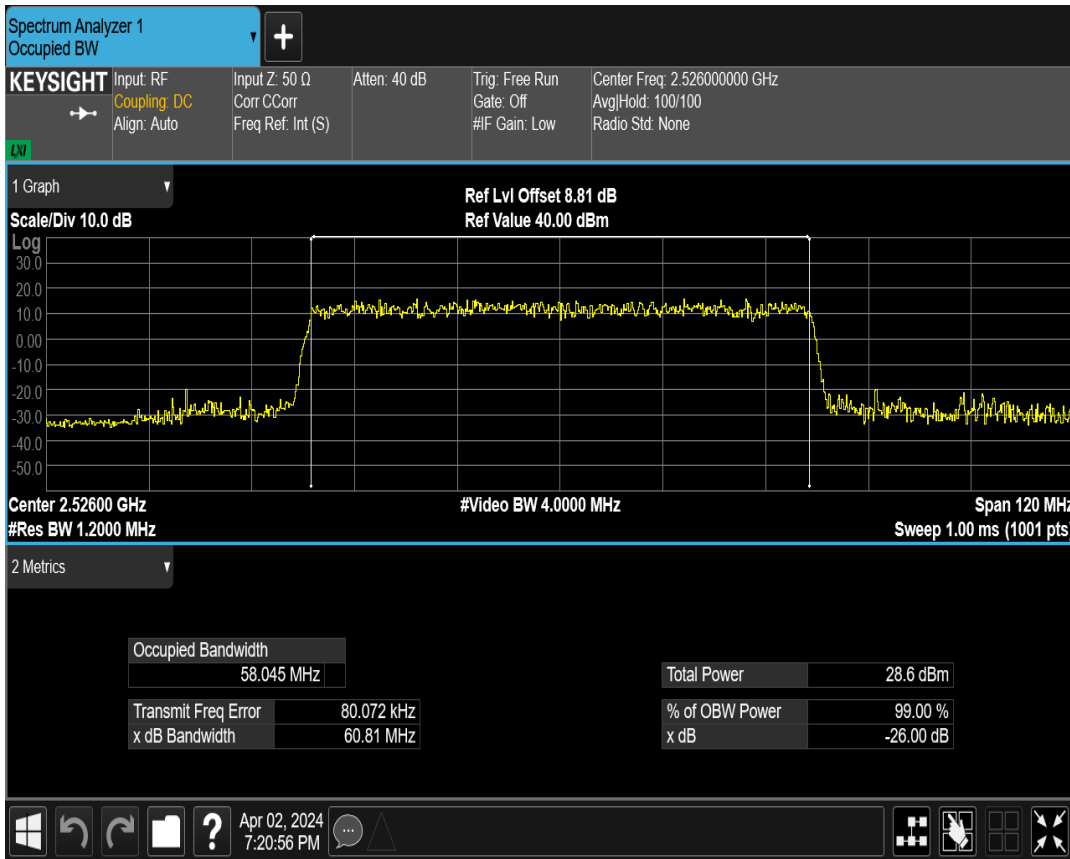 Spectrum Analyzer 1
Occupied BW
+
KEYSIGHT
LXI
Input: RF
Coupling: DC
Align: Auto
Input Z: 50 Ω
Corr CCorr
Freq Ref: Int (S)
Atten: 40 dB
Trig: Free Run
Gate: Off
#IF Gain: Low
Center Freq: 2.526000000 GHz
Avg|Hold: 100/100
Radio Std: None
1 Graph
Scale/Div 10.0 dB
Ref Lvl Offset 8.81 dB
Ref Value 40.00 dBm
Log
30.0
20.0
10.0
0.00
-10.0
-20.0
-30.0
-40.0
-50.0
Center 2.52600 GHz
#Video BW 4.0000 MHz
Span 120 MHz
#Res BW 1.2000 MHz
Sweep 1.00 ms (1001 pts)
2 Metrics
Occupied Bandwidth
58.045 MHz
Total Power 28.6 dBm
Transmit Freq Error 80.072 kHz
% of OBW Power 99.00 %
x dB Bandwidth 60.81 MHz
x dB -26.00 dB
?
Apr 02, 2024
7:20:56 PM
...